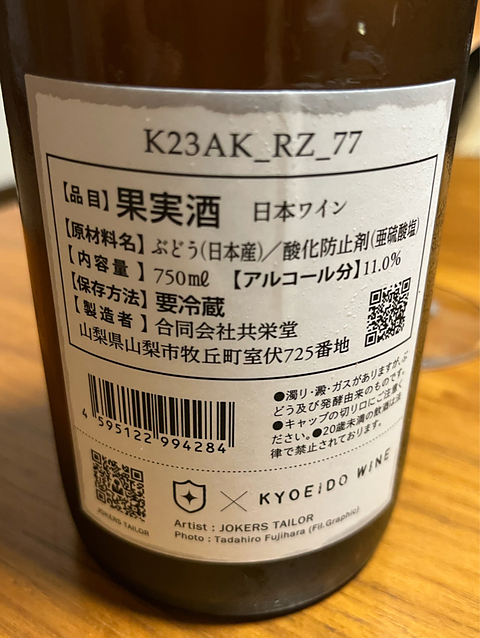 K23AK_RZ_77
【品目】果実酒 日本ワイン
【原材料名】ぶどう(日本産)／酸化防止剤(亜硫酸塩)
【内容量】750㎖ 【アルコール分】11.0%
【保存方法】要冷蔵
【製造者】合同会社共栄堂
山梨県山梨市牧丘町室伏725番地
4 595122 994284
●濁り・澱・ガスがありますが、ぶ
どう及び発酵由来のものです。
●キャップの切り口にご注意く
ださい。●20歳未満の飲酒は法
律で禁止されております。
JOKERS TAILOR
KYOEiDO WiNE
Artist : JOKERS TAILOR
Photo : Tadahiro Fujihara (Fil.Graphic)